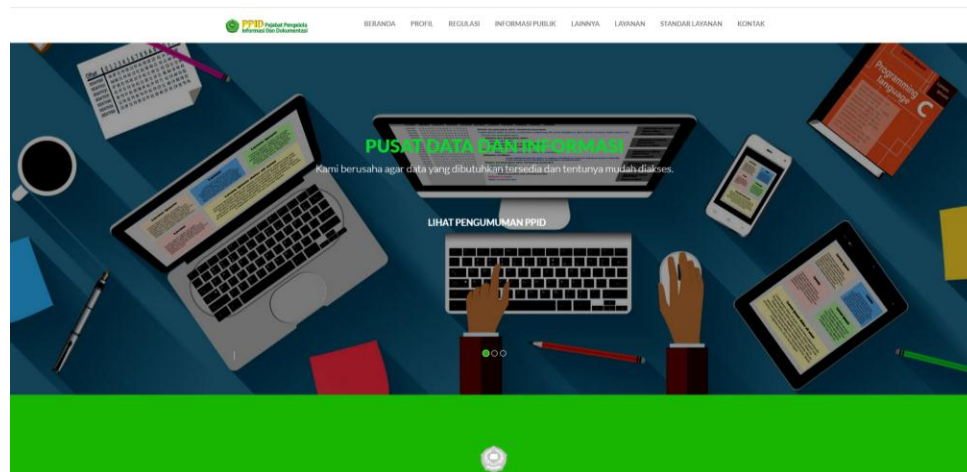 PPID Pejabat Pengelola
Informasi Dan Dokumentasi
BERANDA PROFIL REGULASI INFORMASI PUBLIK LAINNYA LAYANAN STANDAR LAYANAN KONTAK
PUSAT DATA DAN INFORMASI
Kami berusaha agar data yang dibutuhkan tersedia dan tentunya mudah diakses.
LIHAT PENGUMUMAN PPID
Programming
language
C